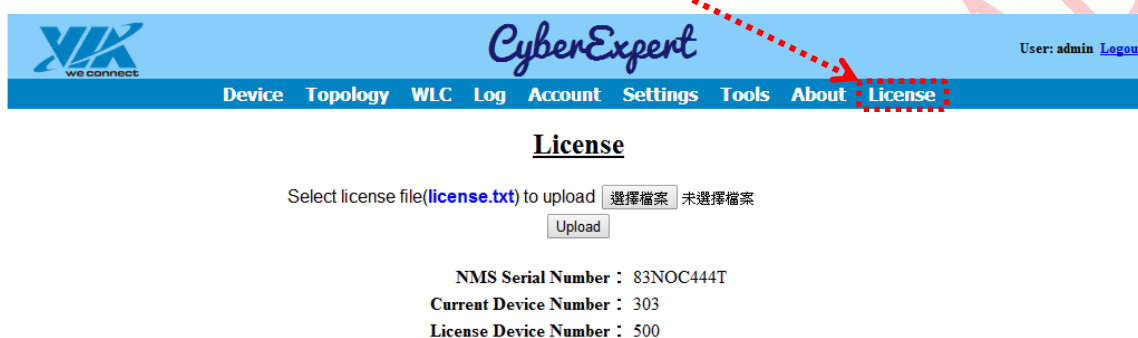 VIA
we connect
CyberExpert
User: admin Logou
Device Topology WLC Log Account Settings Tools About License
License
Select license file(license.txt) to upload 選擇檔案 未選擇檔案
Upload
NMS Serial Number： 83NOC444T
Current Device Number： 303
License Device Number： 500